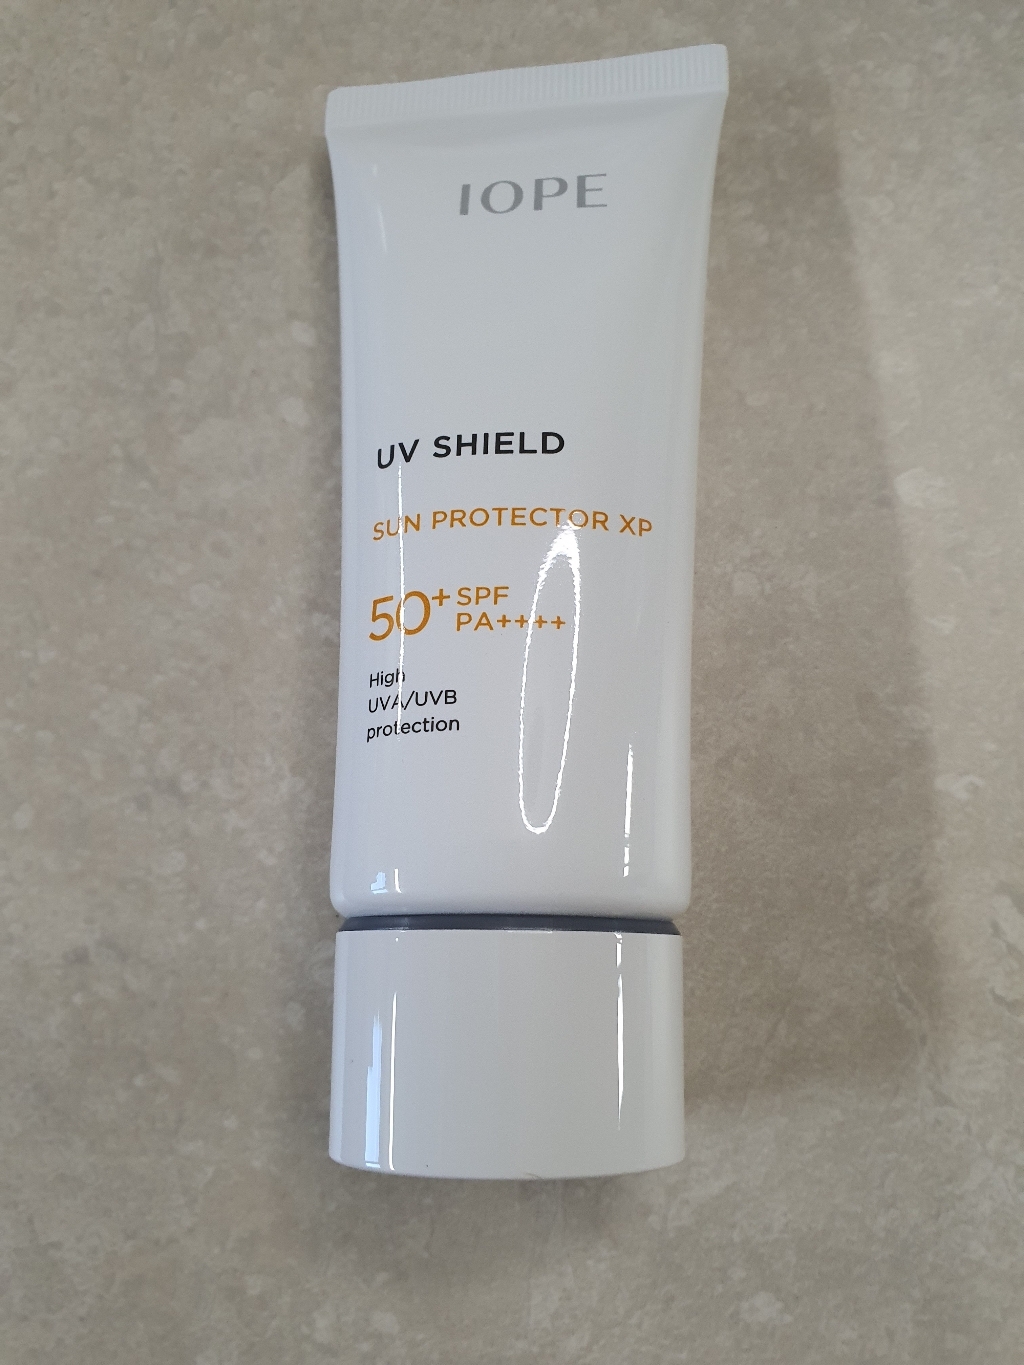 IOPE
UV SHIELD
SUN PROTECTOR XP
50+ SPF
PA++++
High
UVA/UVB
protection